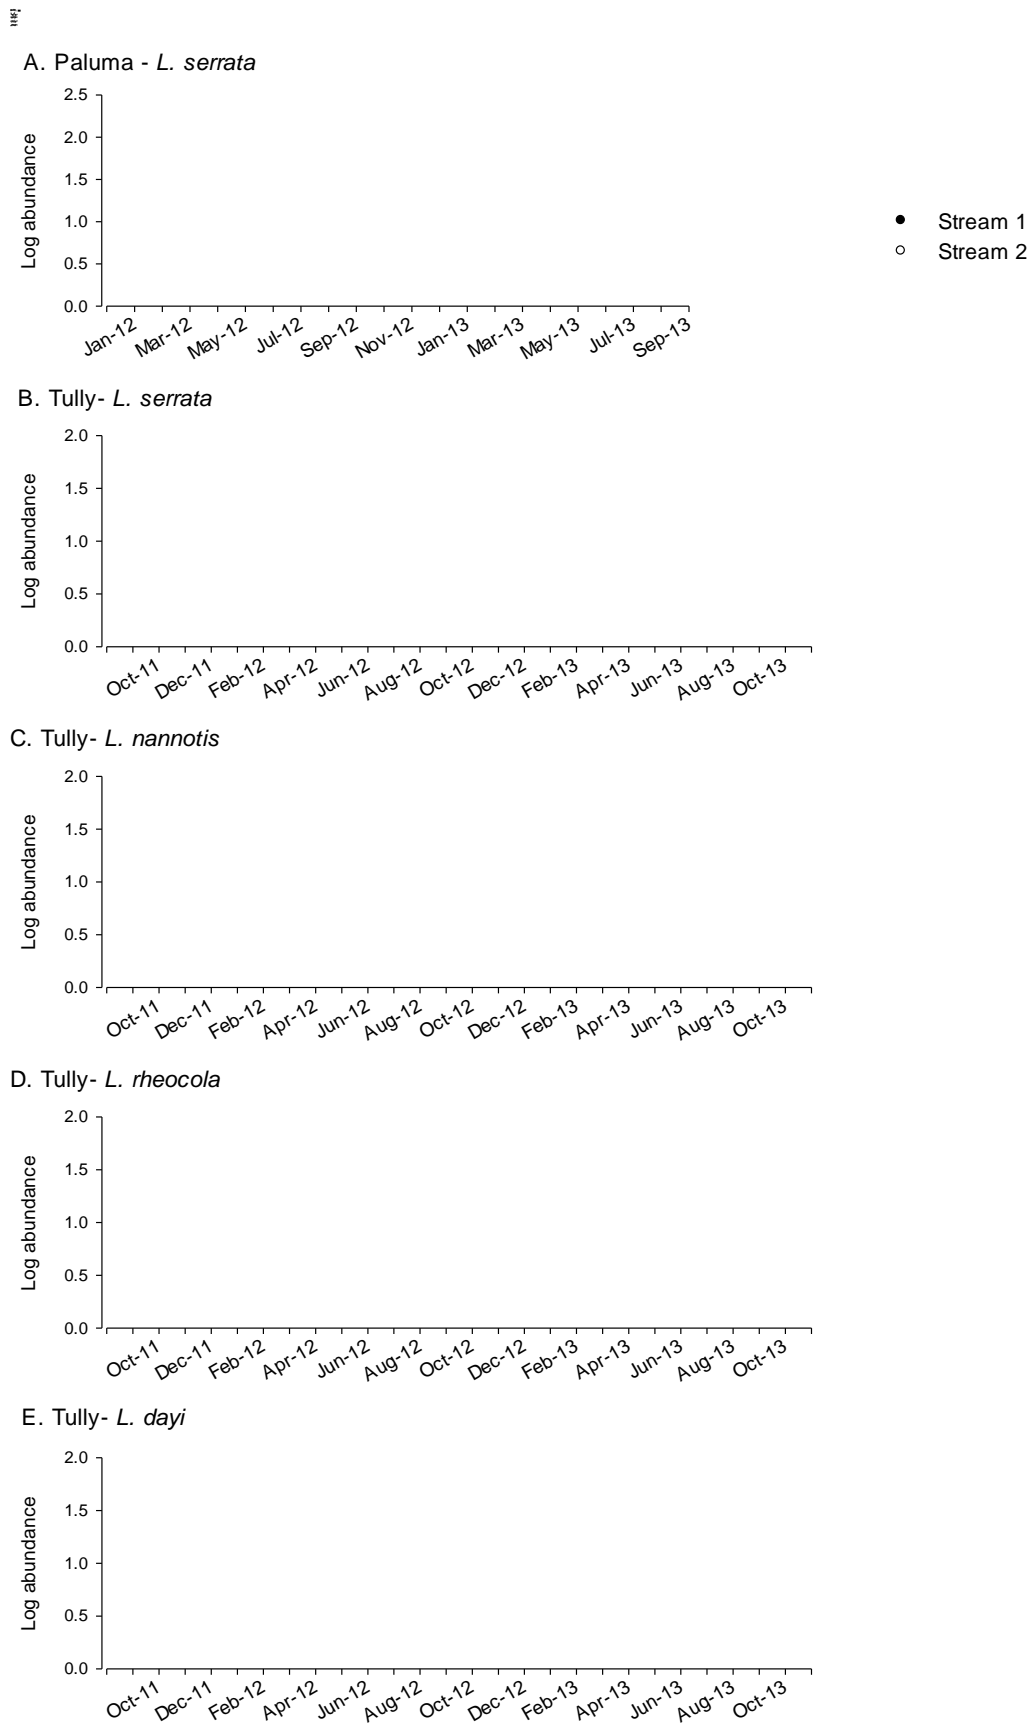 A. Paluma - L. serrata
2.5
2.0
1.5
1.0
0.5
0.0
Log abundance
Jan-12 Mar-12 May-12 Jul-12 Sep-12 Nov-12 Jan-13 Mar-13 May-13 Jul-13 Sep-13
Stream 1
Stream 2
B. Tully- L. serrata
2.0
1.5
1.0
0.5
0.0
Log abundance
Oct-11 Dec-11 Feb-12 Apr-12 Jun-12 Aug-12 Oct-12 Dec-12 Feb-13 Apr-13 Jun-13 Aug-13 Oct-13
C. Tully- L. nannotis
2.0
1.5
1.0
0.5
0.0
Log abundance
Oct-11 Dec-11 Feb-12 Apr-12 Jun-12 Aug-12 Oct-12 Dec-12 Feb-13 Apr-13 Jun-13 Aug-13 Oct-13
D. Tully- L. rheocola
2.0
1.5
1.0
0.5
0.0
Log abundance
Oct-11 Dec-11 Feb-12 Apr-12 Jun-12 Aug-12 Oct-12 Dec-12 Feb-13 Apr-13 Jun-13 Aug-13 Oct-13
E. Tully- L. dayi
2.0
1.5
1.0
0.5
0.0
Log abundance
Oct-11 Dec-11 Feb-12 Apr-12 Jun-12 Aug-12 Oct-12 Dec-12 Feb-13 Apr-13 Jun-13 Aug-13 Oct-13